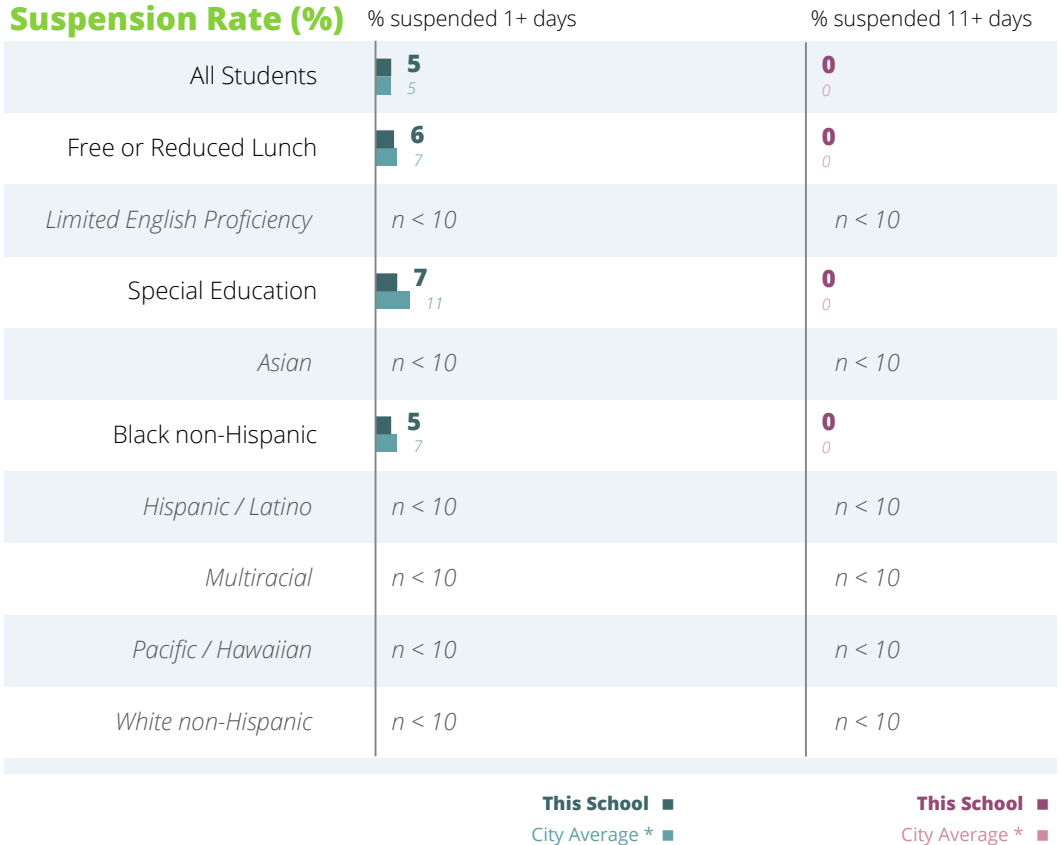 Suspension Rate (%) % suspended 1+ days % suspended 11+ days
All Students 5 0
5 0
Free or Reduced Lunch 6 0
7 0
Limited English Proficiency n < 10 n < 10
Special Education 7 0
11 0
Asian n < 10 n < 10
Black non-Hispanic 5 0
7 0
Hispanic / Latino n < 10 n < 10
Multiracial n < 10 n < 10
Pacific / Hawaiian n < 10 n < 10
White non-Hispanic n < 10 n < 10
This School This School
City Average * City Average *